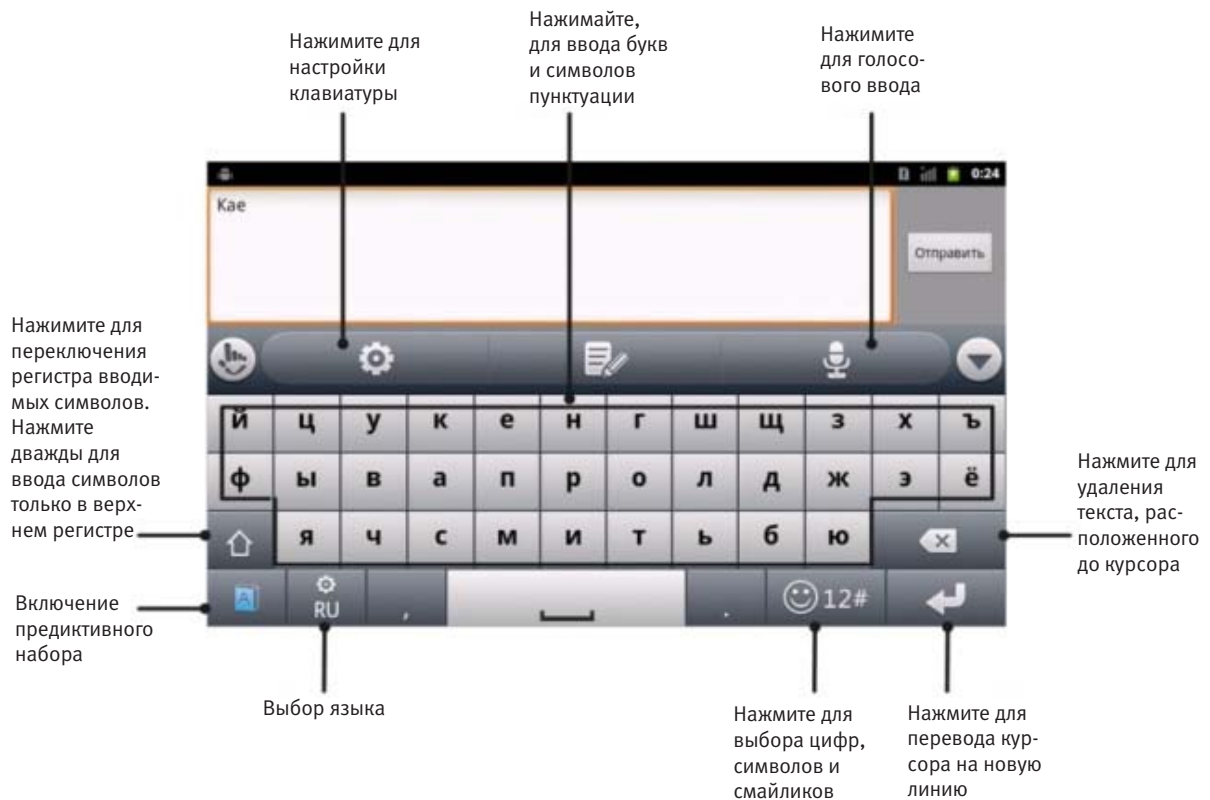 Нажимите для
настройки
клавиатуры
Нажимайте,
для ввода букв
и символов
пунктуации
Нажимите
для голосо-
вого ввода
0:24
Кае
Отправить
Нажимите для
переключения
регистра вводи-
мых символов.
Нажмите
дважды для
ввода символов
только в верх-
нем регистре
й ц у к е н г ш щ з х ъ
ф ы в а п р о л д ж э ё
я ч с м и т ь б ю
A RU , . 12#
Нажмите для
удаления
текста, рас-
положенного
до курсора
Включение
предиктивного
набора
Выбор языка
Нажмите для
выбора цифр,
символов и
смайликов
Нажмите для
перевода кур-
сора на новую
линию